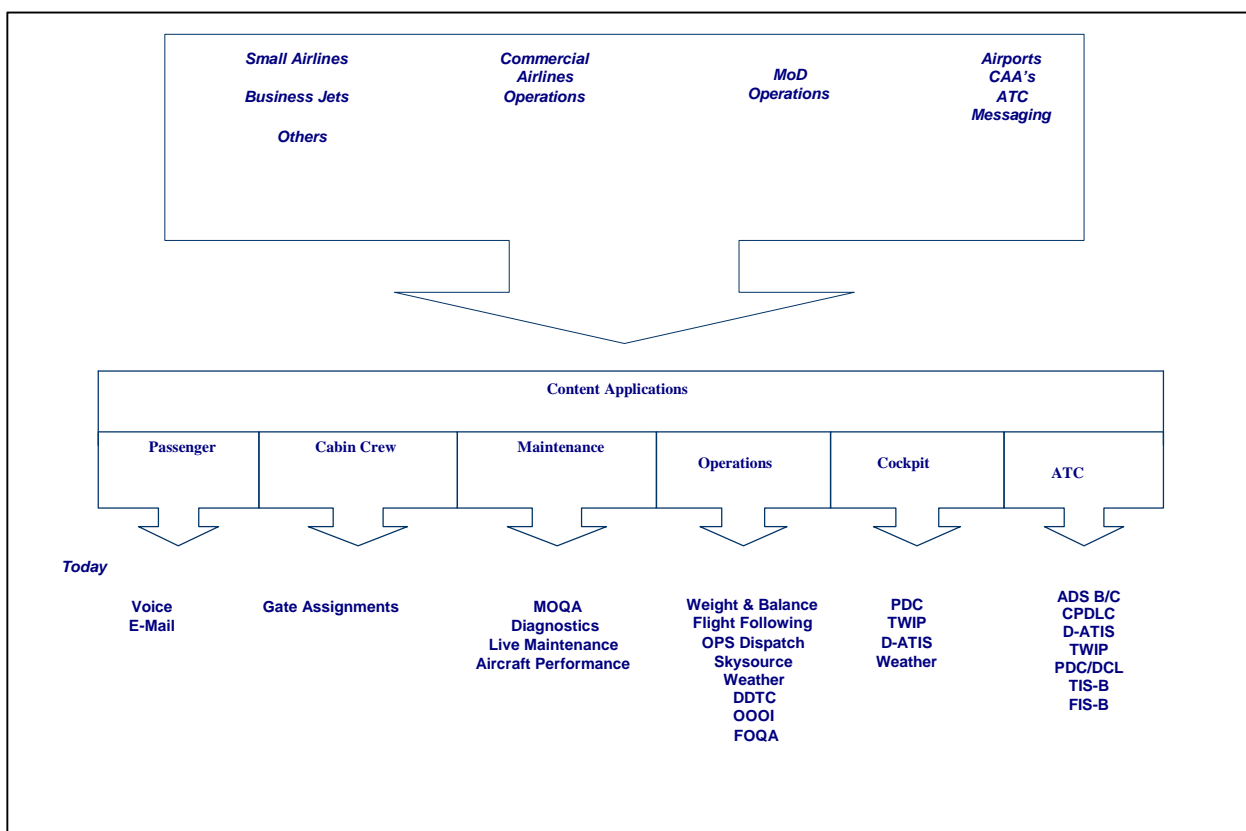 Small Airlines
Business Jets
Others
Commercial
Airlines
Operations
MoD
Operations
Airports
CAA's
ATC
Messaging
Content Applications
Passenger
Cabin Crew
Maintenance
Operations
Cockpit
ATC
Today
Voice
E-Mail
Gate Assignments
MOQA
Diagnostics
Live Maintenance
Aircraft Performance
Weight & Balance
Flight Following
OPS Dispatch
Skysource
Weather
DDTC
OOOI
FOQA
PDC
TWIP
D-ATIS
Weather
ADS B/C
CPDLC
D-ATIS
TWIP
PDC/DCL
TIS-B
FIS-B